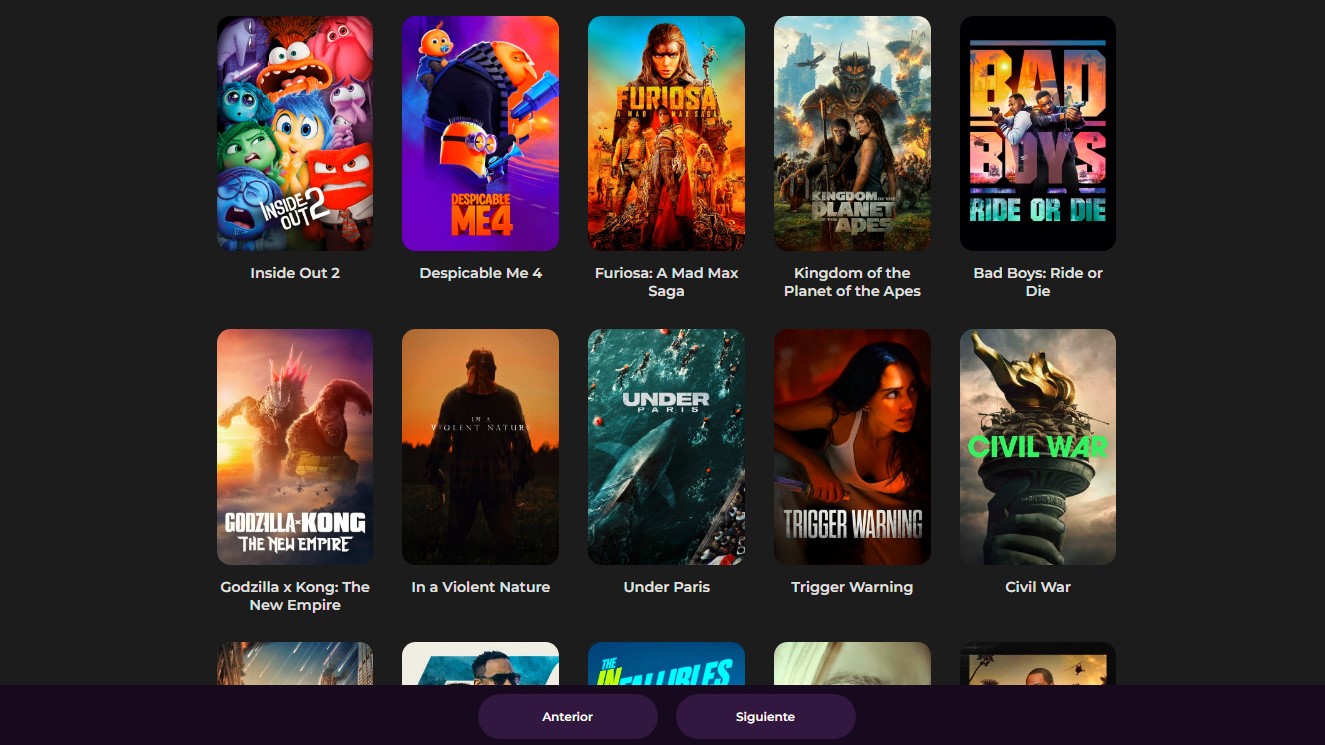 INSIDE
OUT 2
DESPICABLE
ME 4
FURIOSA
A MAD MAX SAGA
KINGDOM OF THE
PLANET
OF THE APES
BAD
BOYS
RIDE OR DIE
Inside Out 2
Despicable Me 4
Furiosa: A Mad Max
Saga
Kingdom of the
Planet of the Apes
Bad Boys: Ride or
Die
GODZILLA x KONG
THE NEW EMPIRE
IN A
VIOLENT NATURE
UNDER
PARIS
TRIGGER WARNING
CIVIL WAR
Godzilla x Kong: The
New Empire
In a Violent Nature
Under Paris
Trigger Warning
Civil War
THE
INFALLIBLES
Anterior
Siguiente